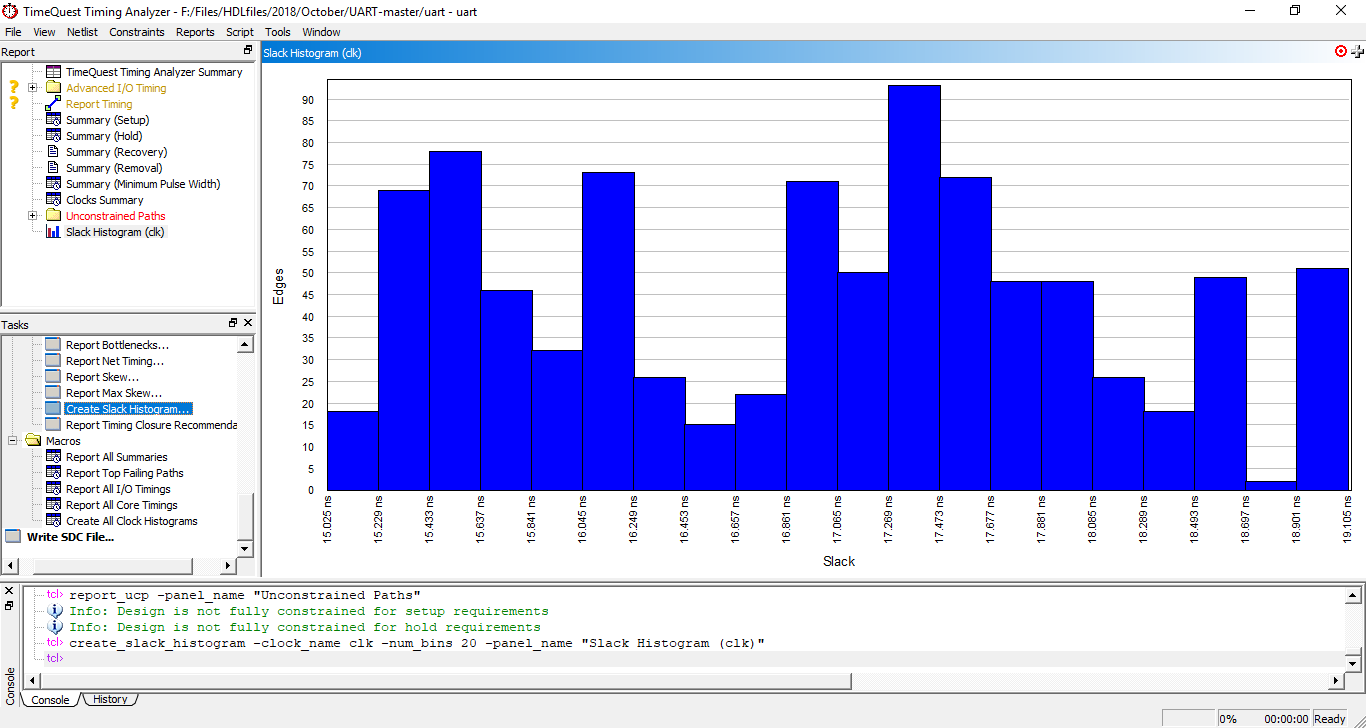 TimeQuest Timing Analyzer - F:/Files/HDLfiles/2018/October/UART-master/uart - uart
File View Netlist Constraints Reports Script Tools Window
Report
TimeQuest Timing Analyzer Summary
Advanced I/O Timing
Report Timing
Summary (Setup)
Summary (Hold)
Summary (Recovery)
Summary (Removal)
Summary (Minimum Pulse Width)
Clocks Summary
Unconstrained Paths
Slack Histogram (clk)
Tasks
Report Bottlenecks...
Report Net Timing...
Report Skew...
Report Max Skew...
Create Slack Histogram...
Report Timing Closure Recommenda
Macros
Report All Summaries
Report Top Failing Paths
Report All I/O Timings
Report All Core Timings
Create All Clock Histograms
Write SDC File...
Slack Histogram (clk)
Edges
90
85
80
75
70
65
60
55
50
45
40
35
30
25
20
15
10
5
0
15.025 ns
15.229 ns
15.433 ns
15.637 ns
15.841 ns
16.045 ns
16.249 ns
16.453 ns
16.657 ns
16.861 ns
17.065 ns
17.269 ns
17.473 ns
17.677 ns
17.881 ns
18.085 ns
18.289 ns
18.493 ns
18.697 ns
18.901 ns
19.105 ns
Slack
tcl> report_ucp -panel_name "Unconstrained Paths"
Info: Design is not fully constrained for setup requirements
Info: Design is not fully constrained for hold requirements
tcl> create_slack_histogram -clock_name clk -num_bins 20 -panel_name "Slack Histogram (clk)"
tcl>
Console
Console History
0% 00:00:00 Ready